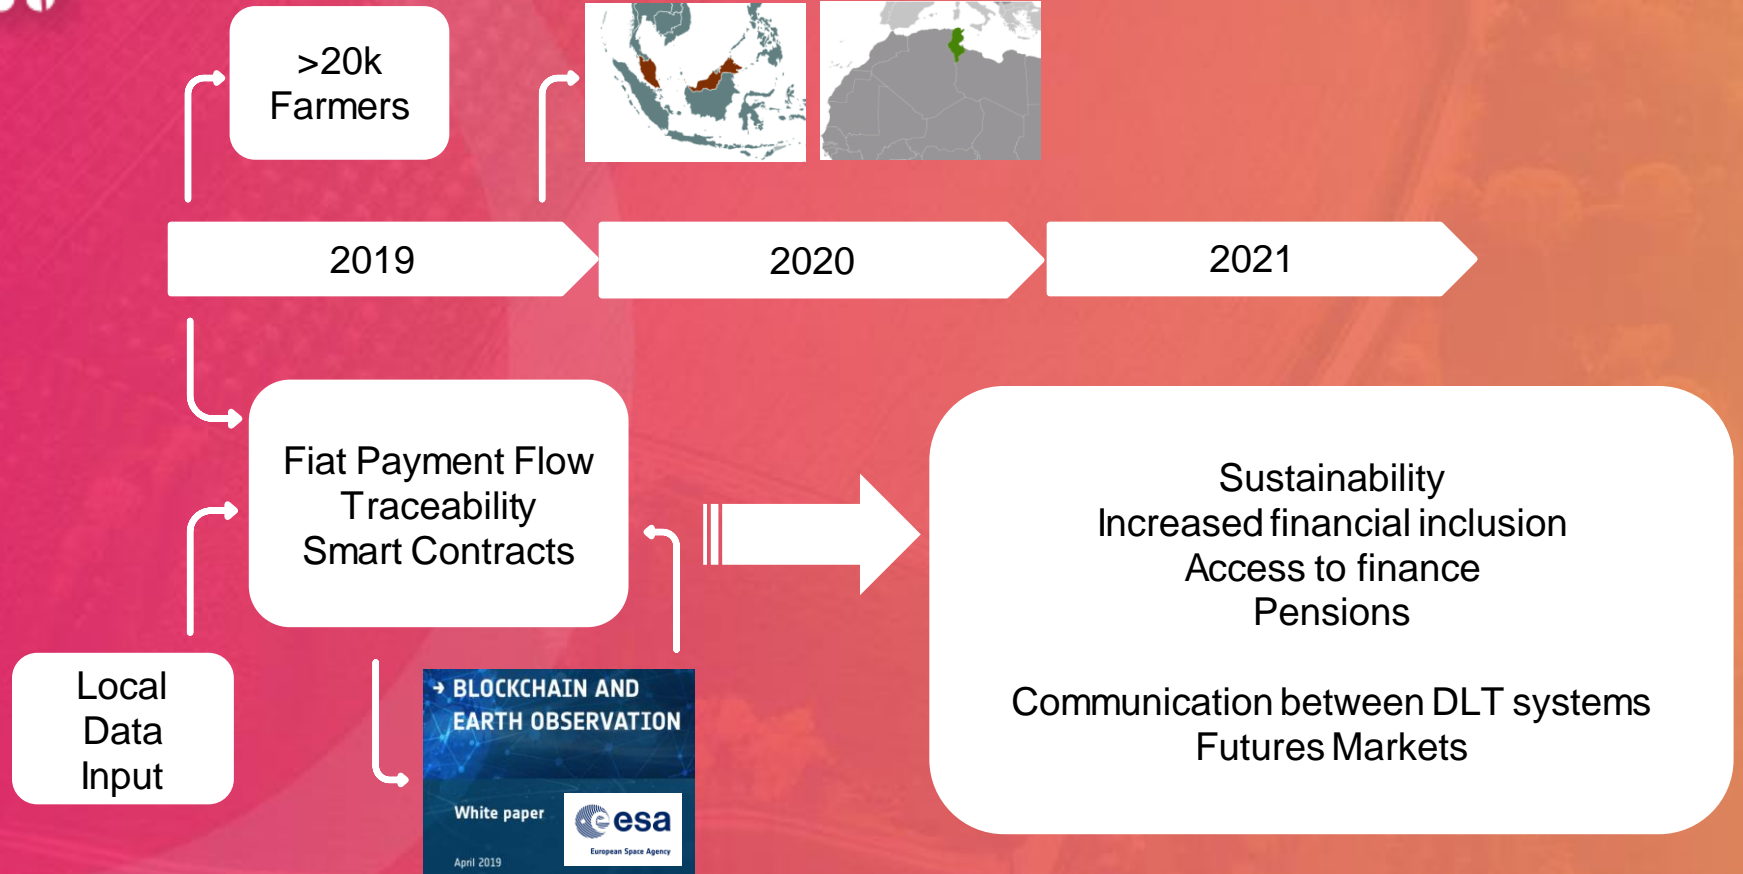 >20k
Farmers
2019
2020
2021
Fiat Payment Flow
Traceability
Smart Contracts
Sustainability
Increased financial inclusion
Access to finance
Pensions
Communication between DLT systems
Futures Markets
Local
Data
Input
→ BLOCKCHAIN AND
EARTH OBSERVATION
White paper
esa
European Space Agency
April 2019